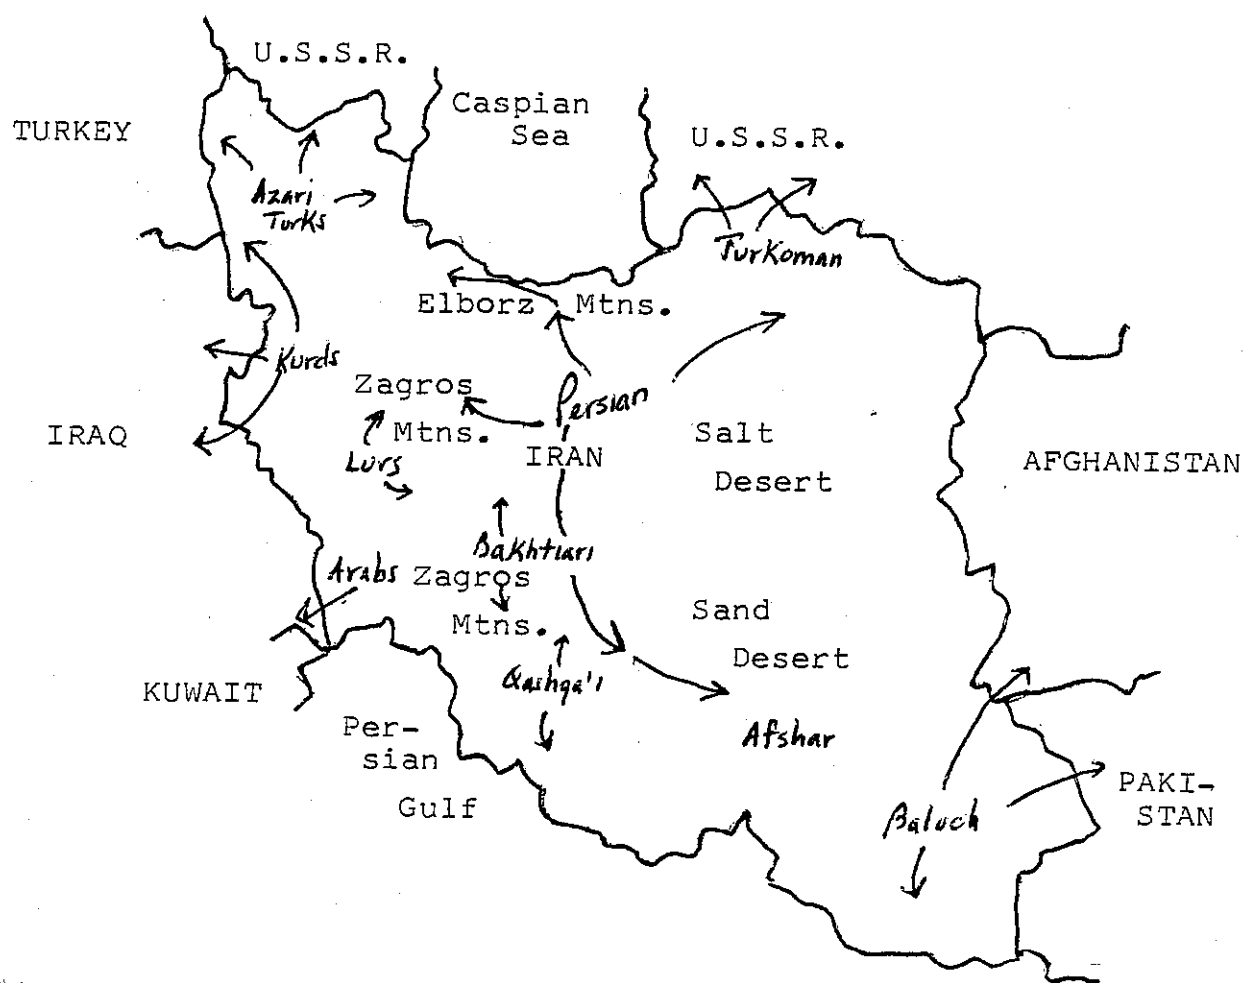 U.S.S.R.
Caspian
Sea
TURKEY
U.S.S.R.
Azari
Turks
Turkoman
Elborz Mtns.
Kurds
Zagros
Mtns.
Persian
IRAN
IRAQ
Salt
Desert
AFGHANISTAN
Lurs
Bakhtiari
Arabs
Zagros
Mtns.
Sand
Desert
KUWAIT
Qashqa'i
Per-
sian
Gulf
Afshar
Baluch
PAKI-
STAN